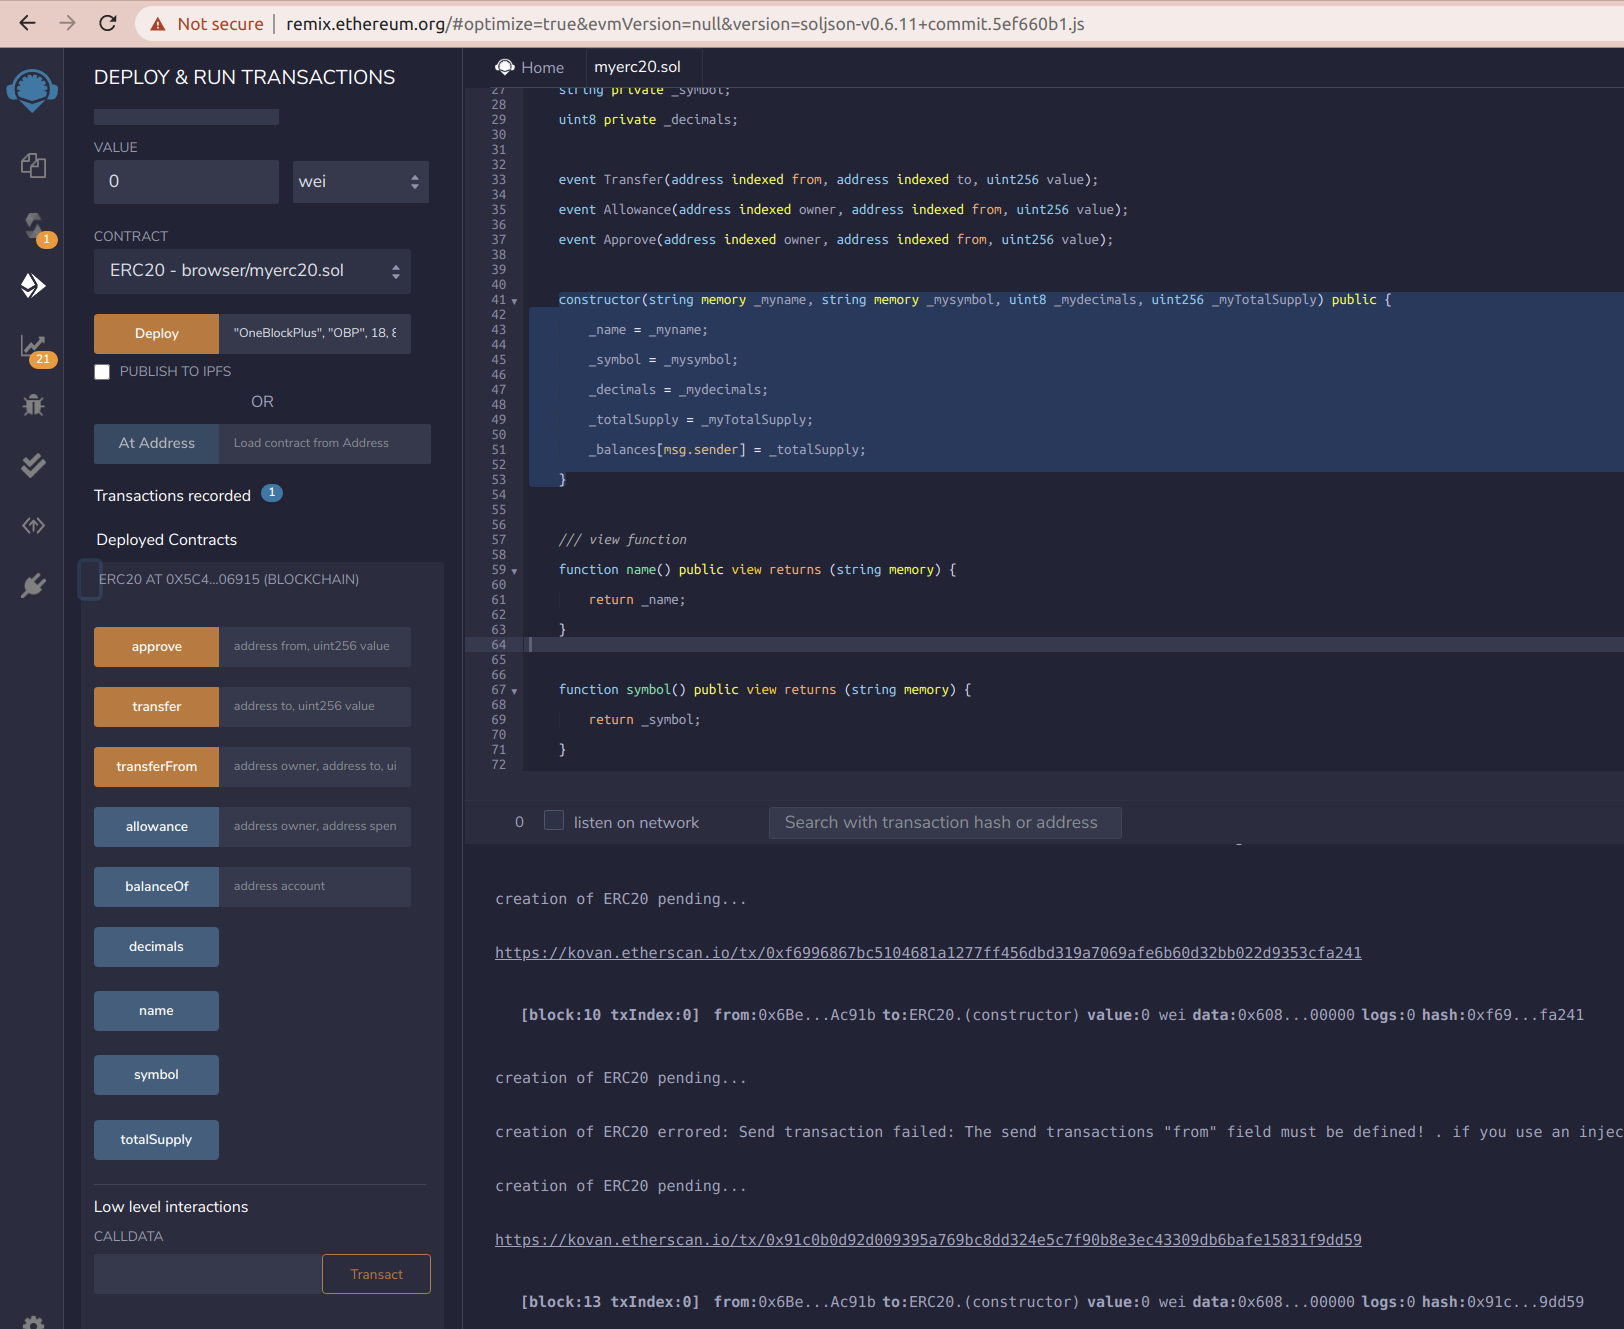 Not secure | remix.ethereum.org/#optimize=true&evmVersion=null&version=soljson-v0.6.11+commit.5ef660b1.js
DEPLOY & RUN TRANSACTIONS
VALUE
0
wei
CONTRACT
ERC20 - browser/myerc20.sol
Deploy
"OneBlockPlus", "OBP", 18, 8
PUBLISH TO IPFS
OR
At Address
Load contract from Address
Transactions recorded 1
Deployed Contracts
ERC20 AT 0X5C4...06915 (BLOCKCHAIN)
approve
address from, uint256 value
transfer
address to, uint256 value
transferFrom
address owner, address to, ui
allowance
address owner, address spen
balanceOf
address account
decimals
name
symbol
totalSupply
Low level interactions
CALLDATA
Transact
1
21
Home
myerc20.sol
27 string private _symbol;
28
29 uint8 private _decimals;
30
31
32
33 event Transfer(address indexed from, address indexed to, uint256 value);
34
35 event Allowance(address indexed owner, address indexed from, uint256 value);
36
37 event Approve(address indexed owner, address indexed from, uint256 value);
38
39
40
41 constructor(string memory _myname, string memory _mysymbol, uint8 _mydecimals, uint256 _myTotalSupply) public {
42
43 _name = _myname;
44
45 _symbol = _mysymbol;
46
47 _decimals = _mydecimals;
48
49 _totalSupply = _myTotalSupply;
50
51 _balances[msg.sender] = _totalSupply;
52
53 }
54
55
56
57 /// view function
58
59 function name() public view returns (string memory) {
60
61 return _name;
62
63 }
64
65
66
67 function symbol() public view returns (string memory) {
68
69 return _symbol;
70
71 }
72
0
listen on network
Search with transaction hash or address
creation of ERC20 pending...
https://kovan.etherscan.io/tx/0xf6996867bc5104681a1277ff456dbd319a7069afe6b60d32bb022d9353cfa241
[block:10 txIndex:0] from:0x6Be...Ac91b to:ERC20.(constructor) value:0 wei data:0x608...00000 logs:0 hash:0xf69...fa241
creation of ERC20 pending...
creation of ERC20 errored: Send transaction failed: The send transactions "from" field must be defined! . if you use an injec
creation of ERC20 pending...
https://kovan.etherscan.io/tx/0x91c0b0d92d009395a769bc8dd324e5c7f90b8e3ec43309db6bafe15831f9dd59
[block:13 txIndex:0] from:0x6Be...Ac91b to:ERC20.(constructor) value:0 wei data:0x608...00000 logs:0 hash:0x91c...9dd59